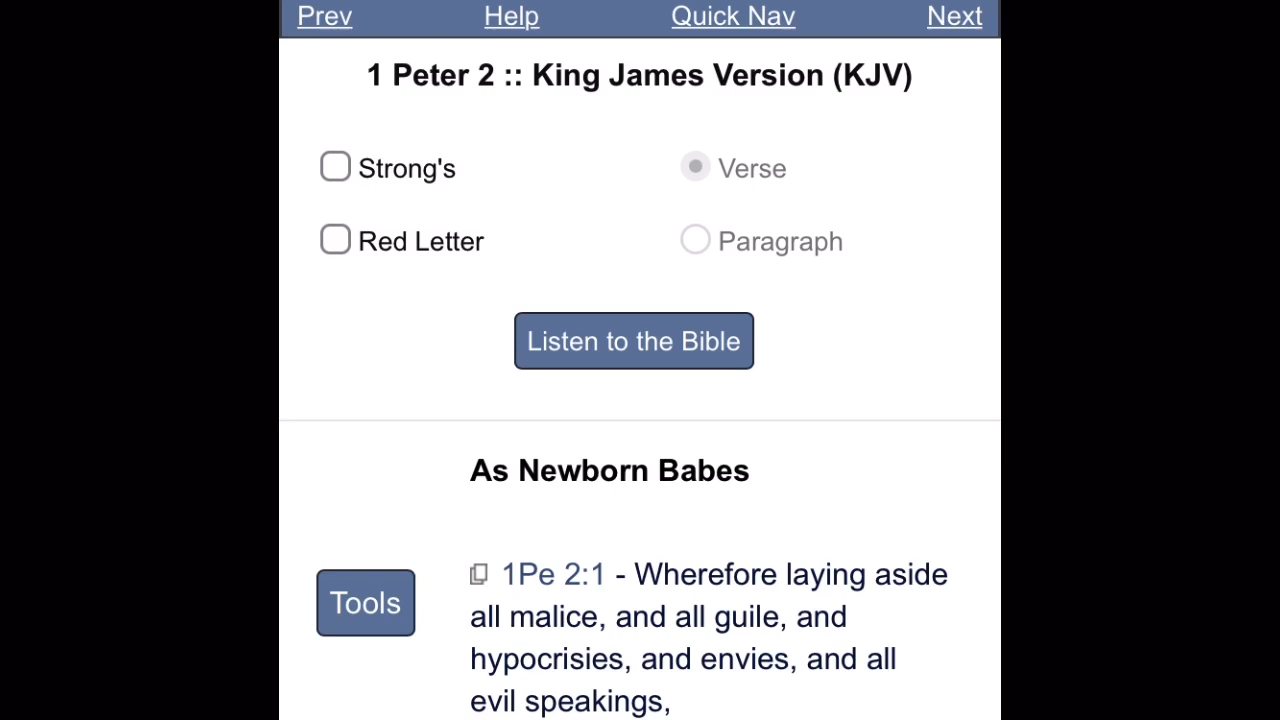 Prev Help Quick Nav Next
1 Peter 2 :: King James Version (KJV)
Strong's Verse
Red Letter Paragraph
Listen to the Bible
As Newborn Babes
Tools
1Pe 2:1 - Wherefore laying aside
all malice, and all guile, and
hypocrisies, and envies, and all
evil speakings,